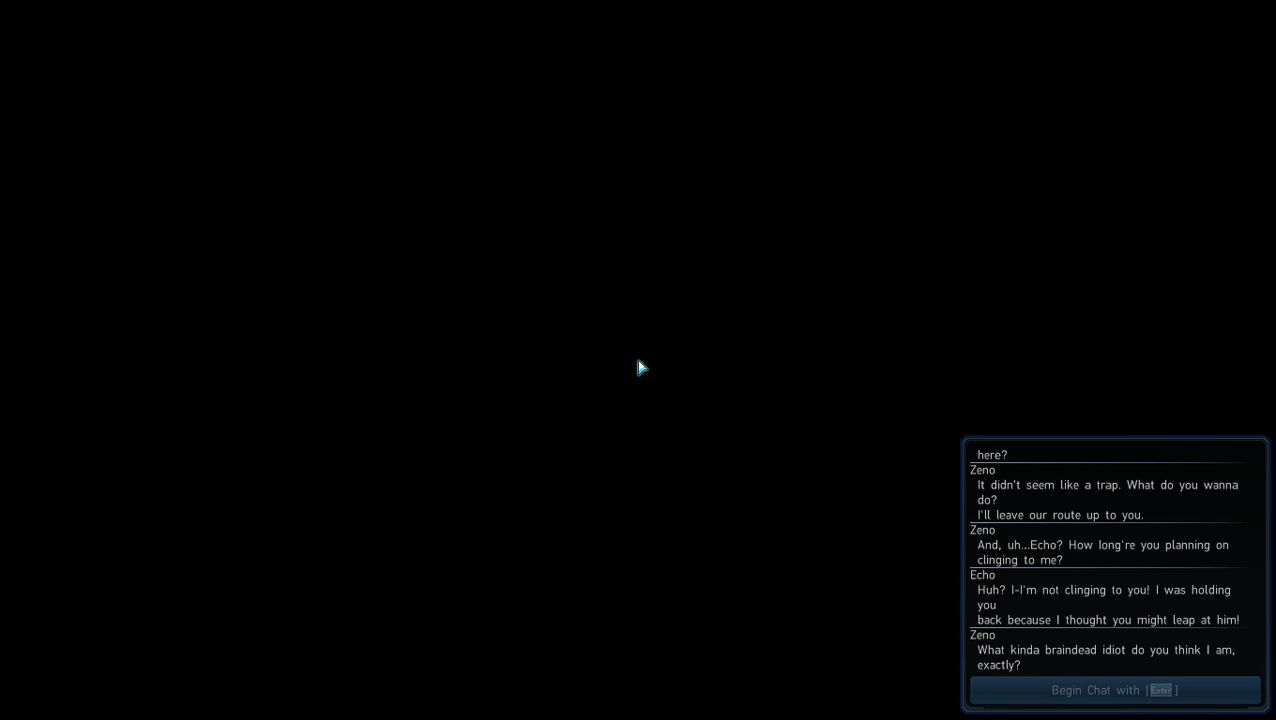 here?
Zeno
It didn't seem like a trap. What do you wanna
do?
I'll leave our route up to you.
Zeno
And, uh...Echo? How long're you planning on
clinging to me?
Echo
Huh? I-I'm not clinging to you! I was holding
you
back because I thought you might leap at him!
Zeno
What kinda braindead idiot do you think I am,
exactly?
Begin Chat with [Enter]